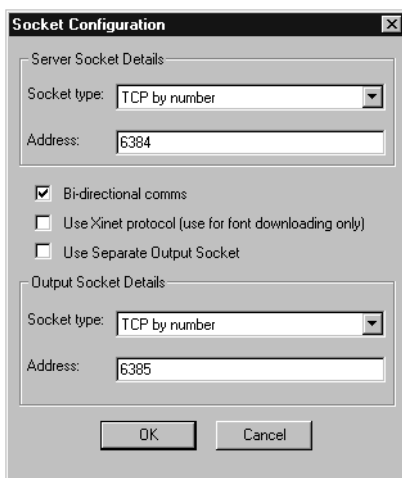 Socket Configuration
Server Socket Details
Socket type: TCP by number
Address: 6384
Bi-directional comms
Use Xinet protocol (use for font downloading only)
Use Separate Output Socket
Output Socket Details
Socket type: TCP by number
Address: 6385
OK Cancel